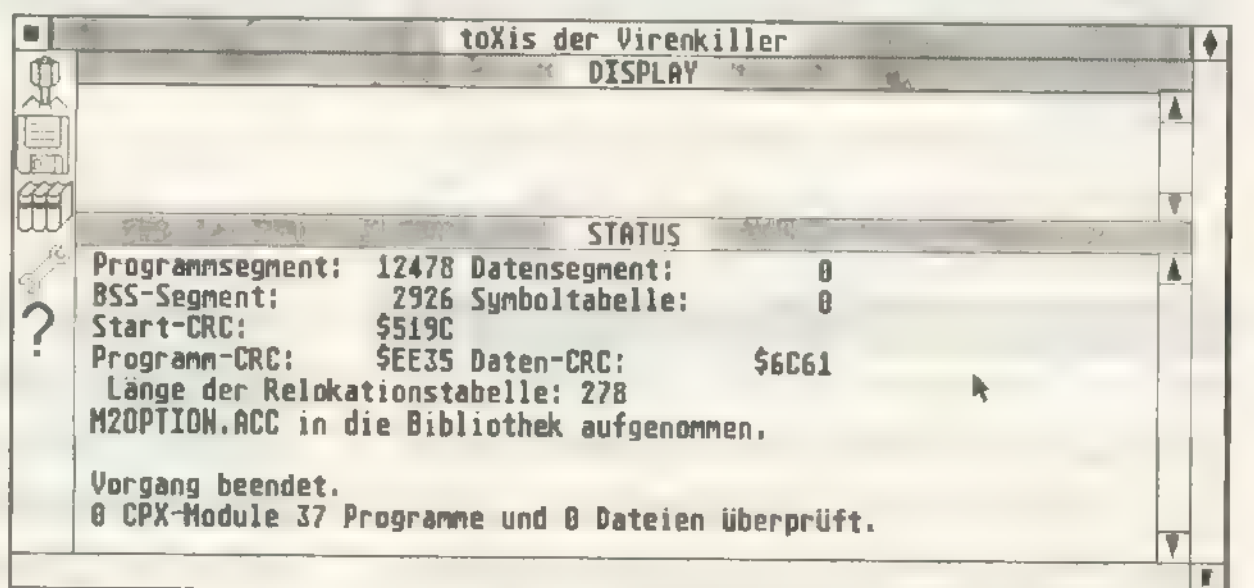 toXis der Virenkiller
DISPLAY
STATUS
Programmsegment: 12478 Datensegment: 0
BSS-Segment: 2926 Symboltabelle: 0
Start-CRC: $519C
Programm-CRC: $EE35 Daten-CRC: $6C61
Länge der Relokationstabelle: 278
M2OPTION.ACC in die Bibliothek aufgenommen.
Vorgang beendet.
0 CPX-Module 37 Programme und 0 Dateien überprüft.
?